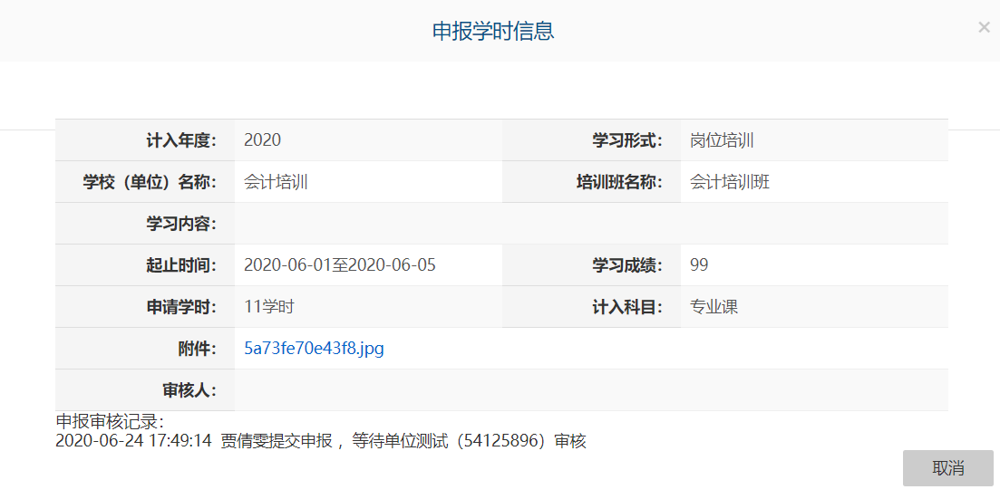 申报学时信息
×
计入年度： 2020 学习形式： 岗位培训
学校（单位）名称： 会计培训 培训班名称： 会计培训班
学习内容：
起止时间： 2020-06-01至2020-06-05 学习成绩： 99
申请学时： 11学时 计入科目： 专业课
附件： 5a73fe70e43f8.jpg
审核人：
申报审核记录：
2020-06-24 17:49:14 贾倩雯提交申报 ，等待单位测试（54125896）审核
取消